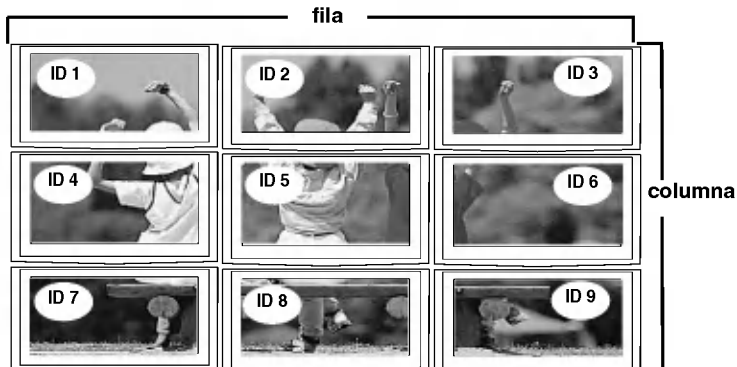 fila
ID 1
ID 2
ID 3
ID 4
ID 5
ID 6
columna
ID 7
ID 8
ID 9